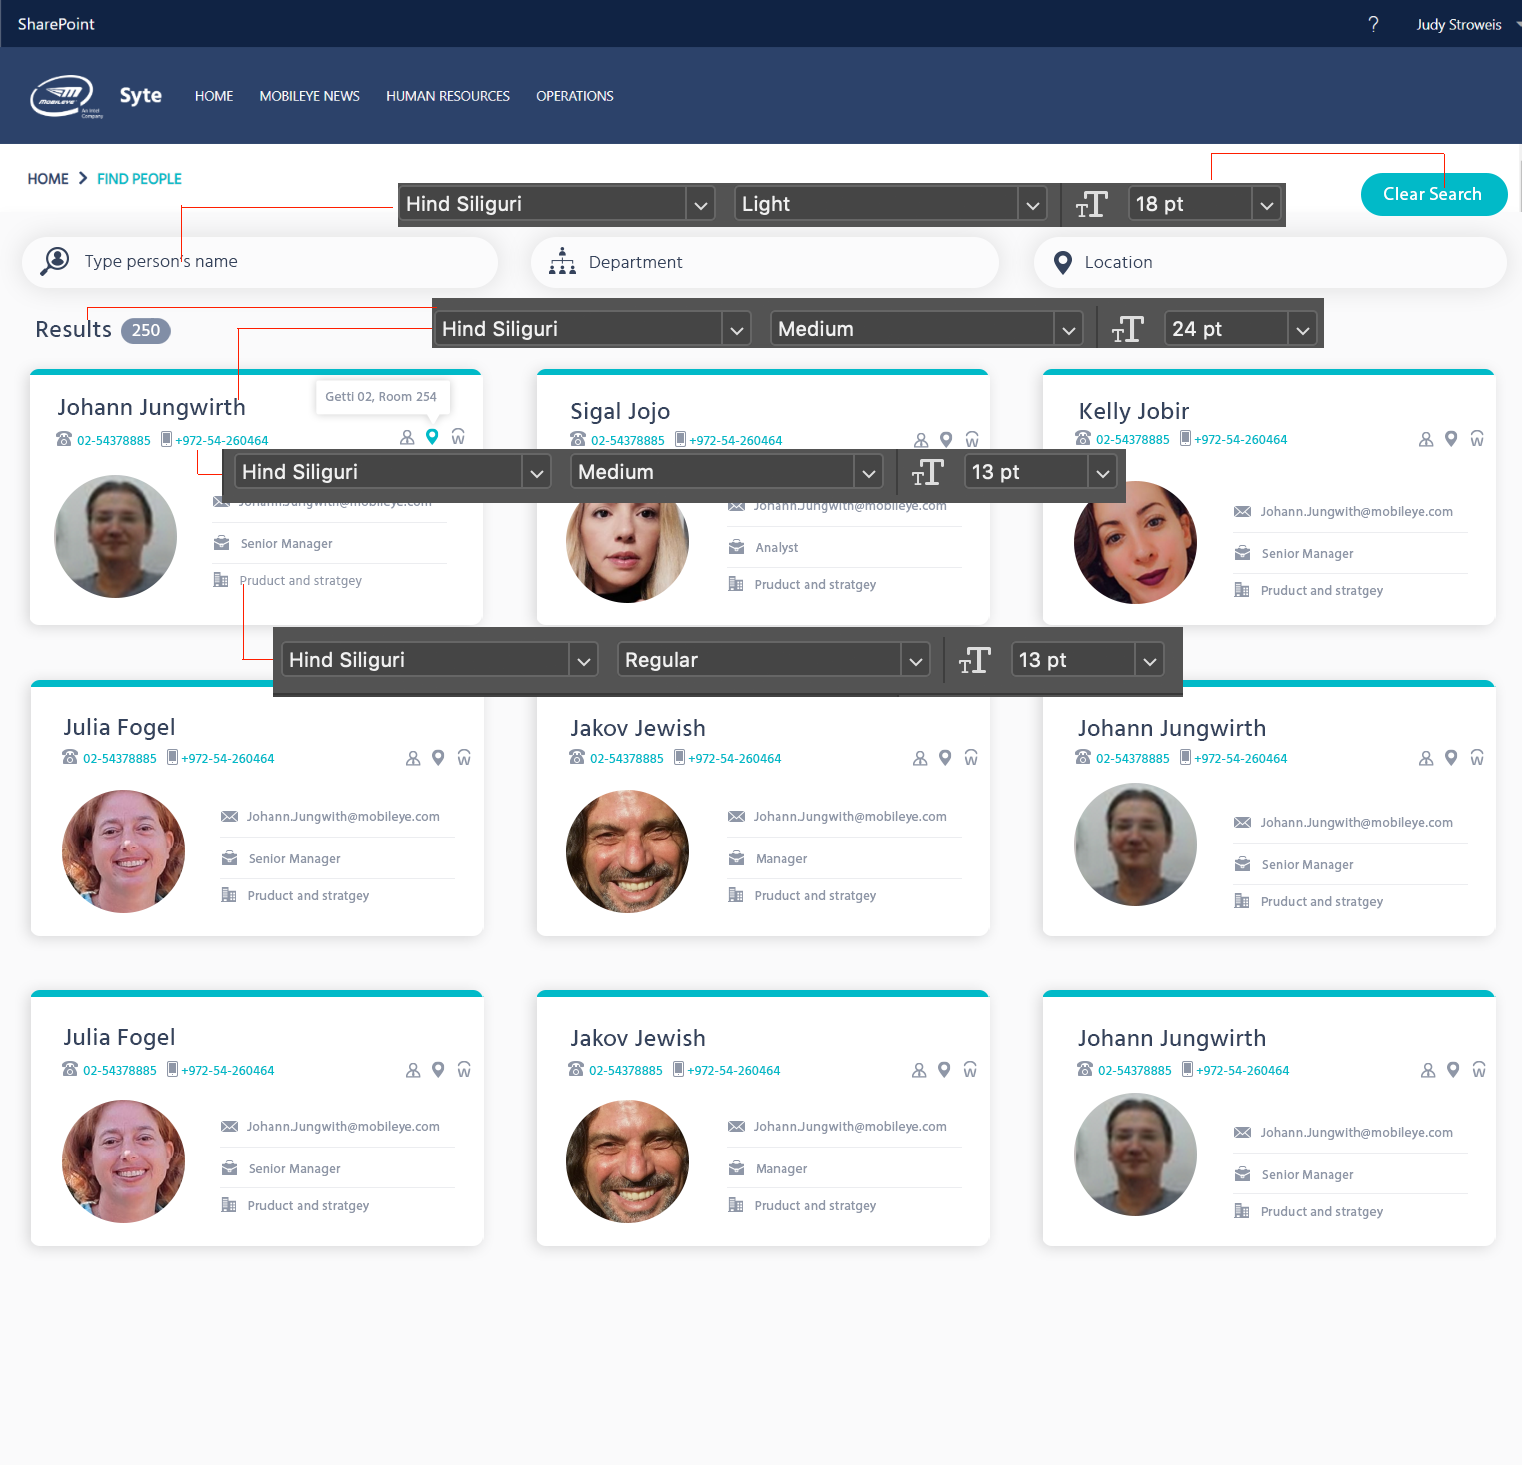 SharePoint
? Judy Stroweis
MOBILEYE
An Intel
Company
Syte HOME MOBILEYE NEWS HUMAN RESOURCES OPERATIONS
HOME > FIND PEOPLE
Hind Siliguri Light TT 18 pt
Clear Search
Type person's name
Department
Location
Results 250
Hind Siliguri Medium TT 24 pt
Johann Jungwirth
Getti 02, Room 254
02-54378885 +972-54-260464
Sigal Jojo
02-54378885 +972-54-260464
Kelly Jobir
02-54378885 +972-54-260464
Hind Siliguri Medium TT 13 pt
Johann.Jungwith@mobileye.com
Senior Manager
Pruduct and stratgey
Johann.Jungwith@mobileye.com
Analyst
Pruduct and stratgey
Johann.Jungwith@mobileye.com
Senior Manager
Pruduct and stratgey
Hind Siliguri Regular TT 13 pt
Julia Fogel
02-54378885 +972-54-260464
Johann.Jungwith@mobileye.com
Senior Manager
Pruduct and stratgey
Jakov Jewish
02-54378885 +972-54-260464
Johann.Jungwith@mobileye.com
Manager
Pruduct and stratgey
Johann Jungwirth
02-54378885 +972-54-260464
Johann.Jungwith@mobileye.com
Senior Manager
Pruduct and stratgey
Julia Fogel
02-54378885 +972-54-260464
Johann.Jungwith@mobileye.com
Senior Manager
Pruduct and stratgey
Jakov Jewish
02-54378885 +972-54-260464
Johann.Jungwith@mobileye.com
Manager
Pruduct and stratgey
Johann Jungwirth
02-54378885 +972-54-260464
Johann.Jungwith@mobileye.com
Senior Manager
Pruduct and stratgey